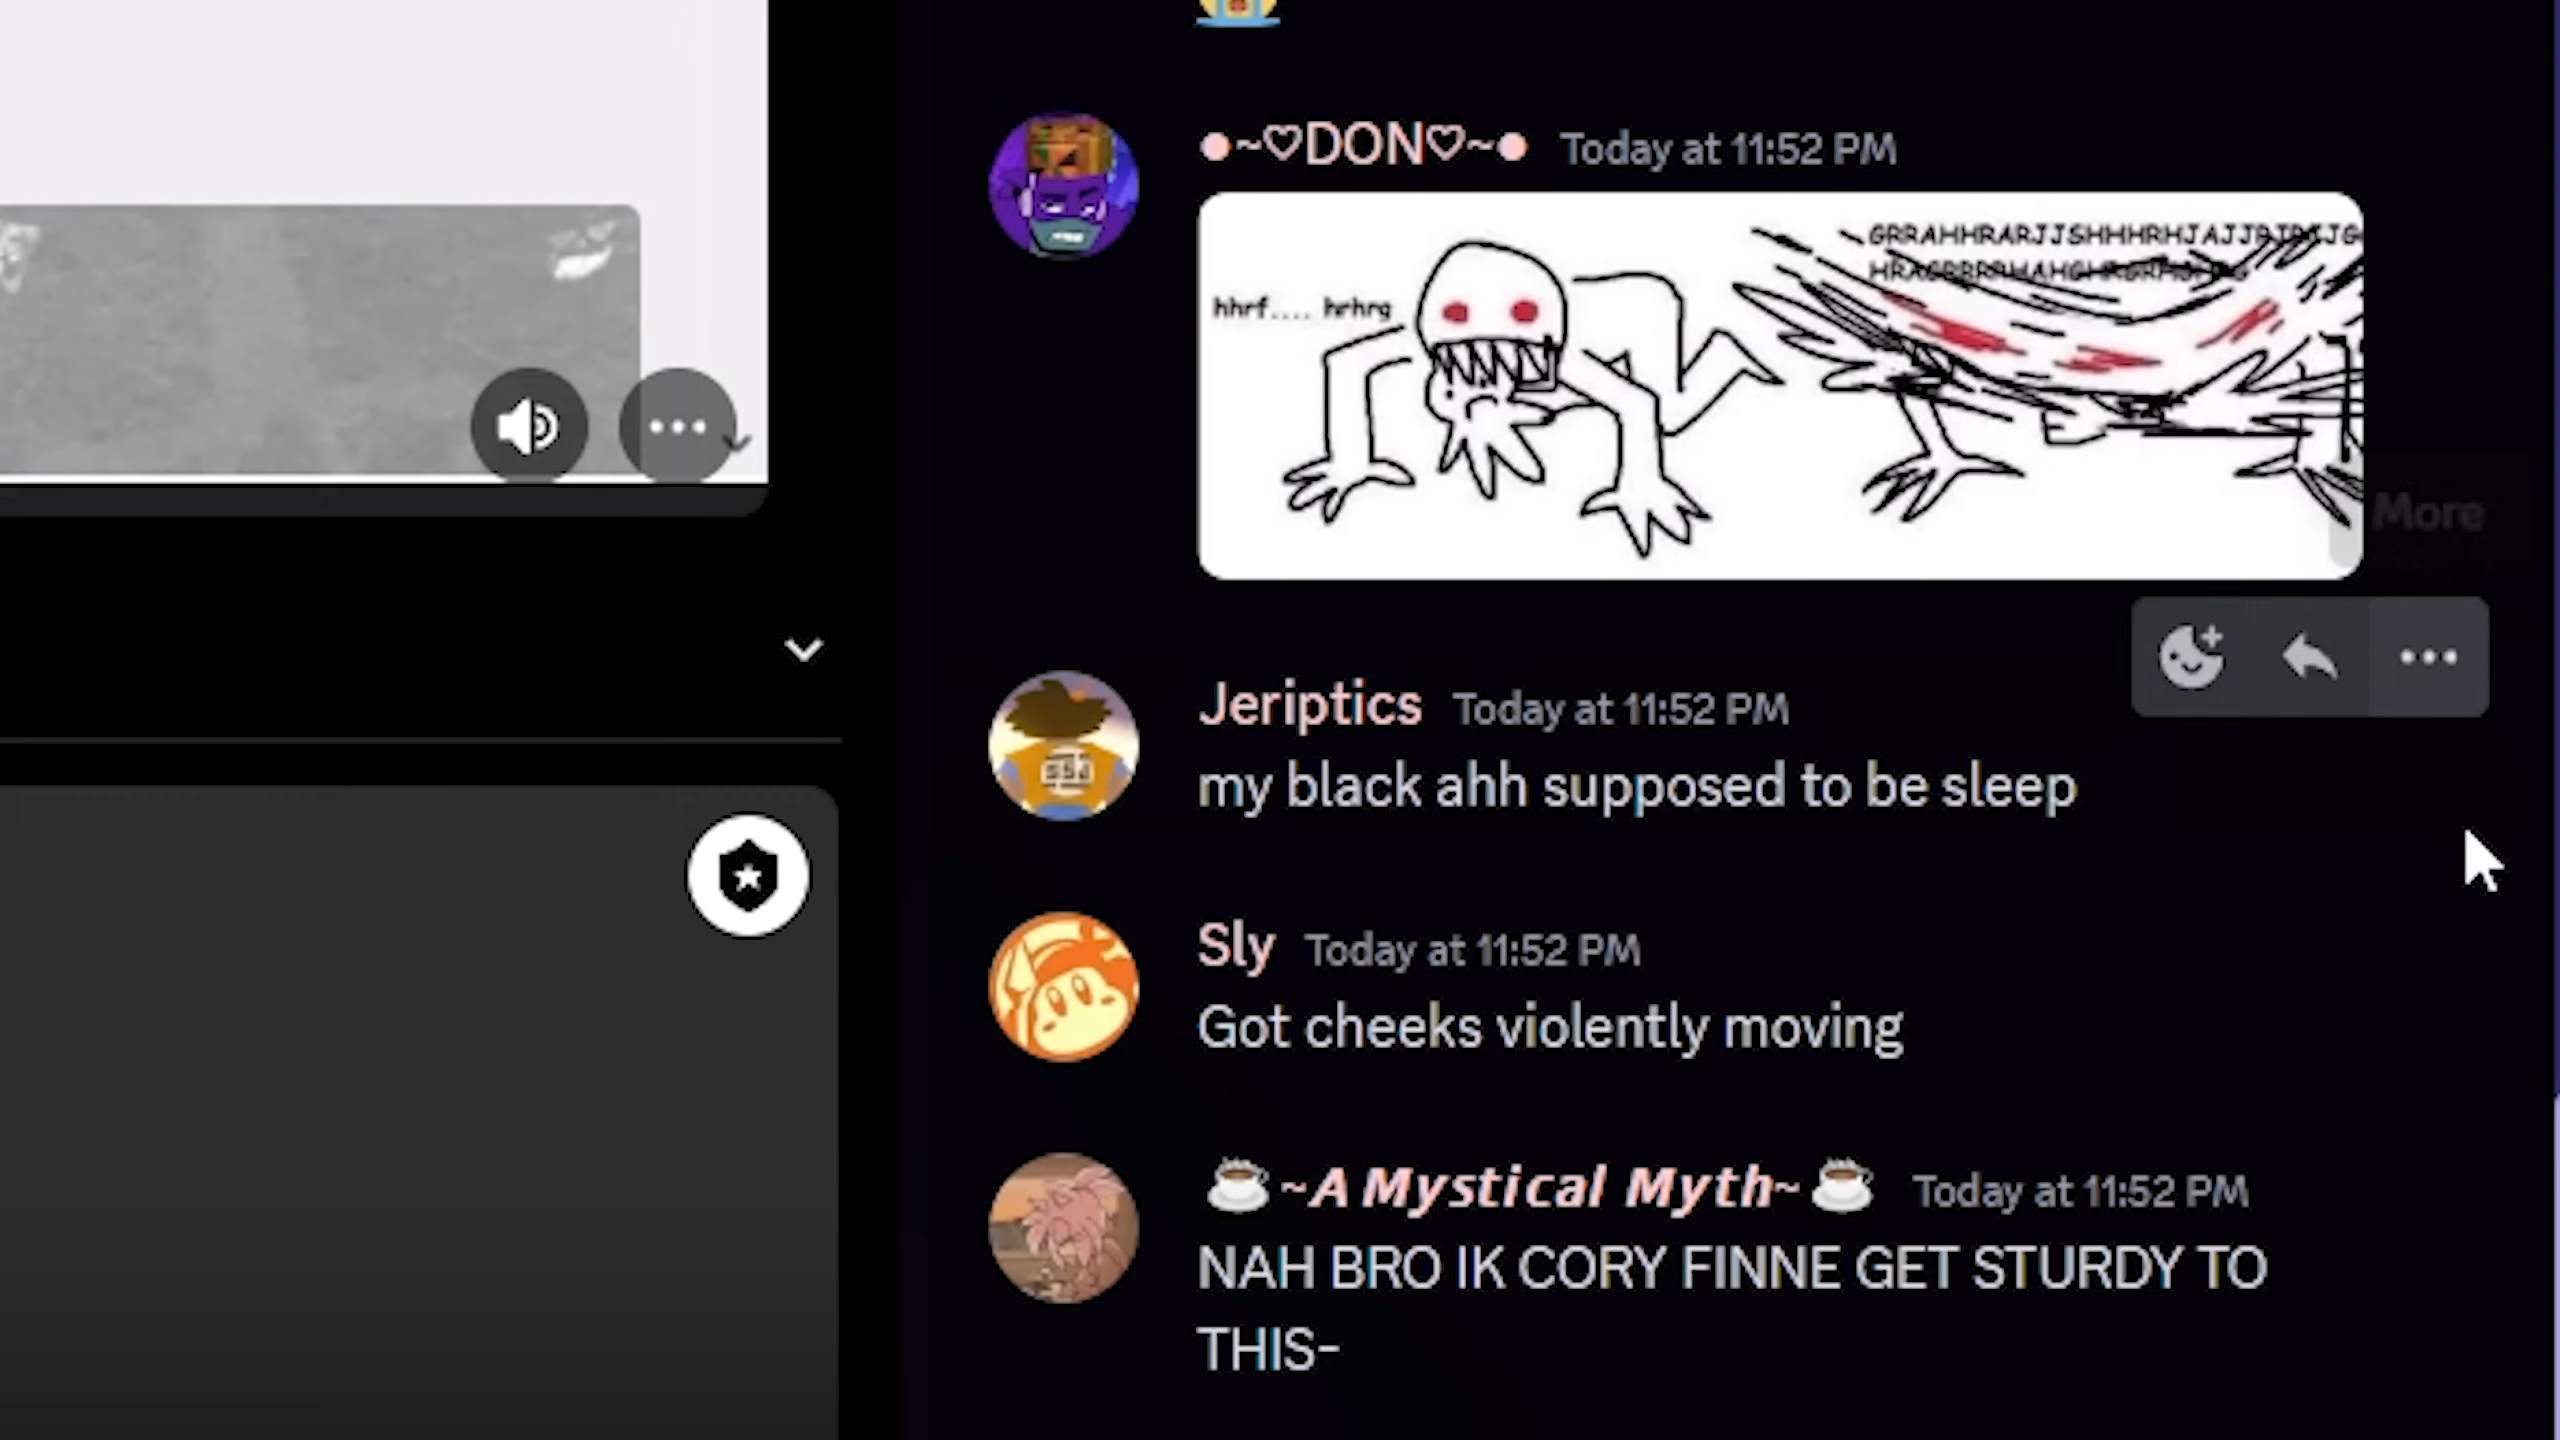 ●~♡DON♡~● Today at 11:52 PM
hhrf.... hrhrg
More
Jeriptics Today at 11:52 PM
my black ahh supposed to be sleep
Sly Today at 11:52 PM
Got cheeks violently moving
☕~A Mystical Myth~☕ Today at 11:52 PM
NAH BRO IK CORY FINNE GET STURDY TO
THIS-